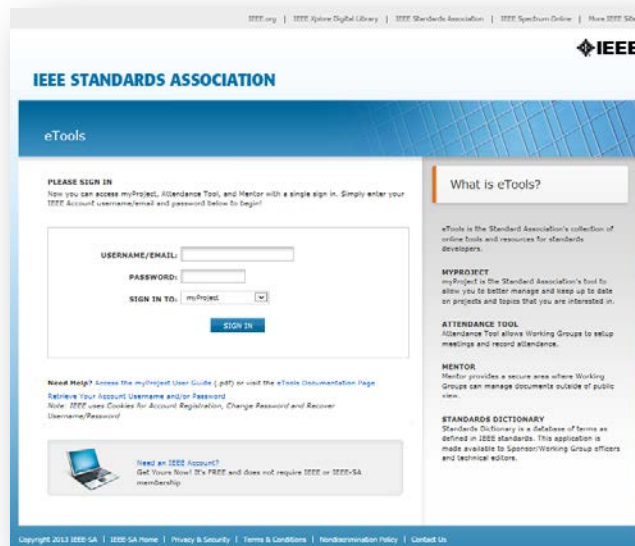 IEEE.org | IEEE Xplore Digital Library | IEEE Standards Association | IEEE Spectrum Online | More IEEE Site
IEEE
IEEE STANDARDS ASSOCIATION
eTools
PLEASE SIGN IN
Now you can access myProject, Attendance Tool, and Mentor with a single sign in. Simply enter your
IEEE Account username/email and password below to begin!
USERNAME/EMAIL:
PASSWORD:
SIGN IN TO: myProject
SIGN IN
Need Help? Access the myProject User Guide (.pdf) or visit the eTools Documentation Page
Retrieve Your Account Username and/or Password
Note: IEEE uses Cookies for Account Registration, Change Password and Recover
Username/Password
Need an IEEE Account?
Get Yours Now! It's FREE and does not require IEEE or IEEE-SA
membership
What is eTools?
eTools is the Standard Association's collection of
online tools and resources for standards
developers.
MYPROJECT
myProject is the Standard Association's tool to
allow you to better manage and keep up to date
on projects and topics that you are interested in.
ATTENDANCE TOOL
Attendance Tool allows Working Groups to setup
meetings and record attendance.
MENTOR
Mentor provides a secure area where Working
Groups can manage documents outside of public
view.
STANDARDS DICTIONARY
Standards Dictionary is a database of terms as
defined in IEEE standards. This application is
made available to Sponsor/Working Group officers
and technical editors.
Copyright 2013 IEEE-SA | IEEE-SA Home | Privacy & Security | Terms & Conditions | Nondiscrimination Policy | Contact Us